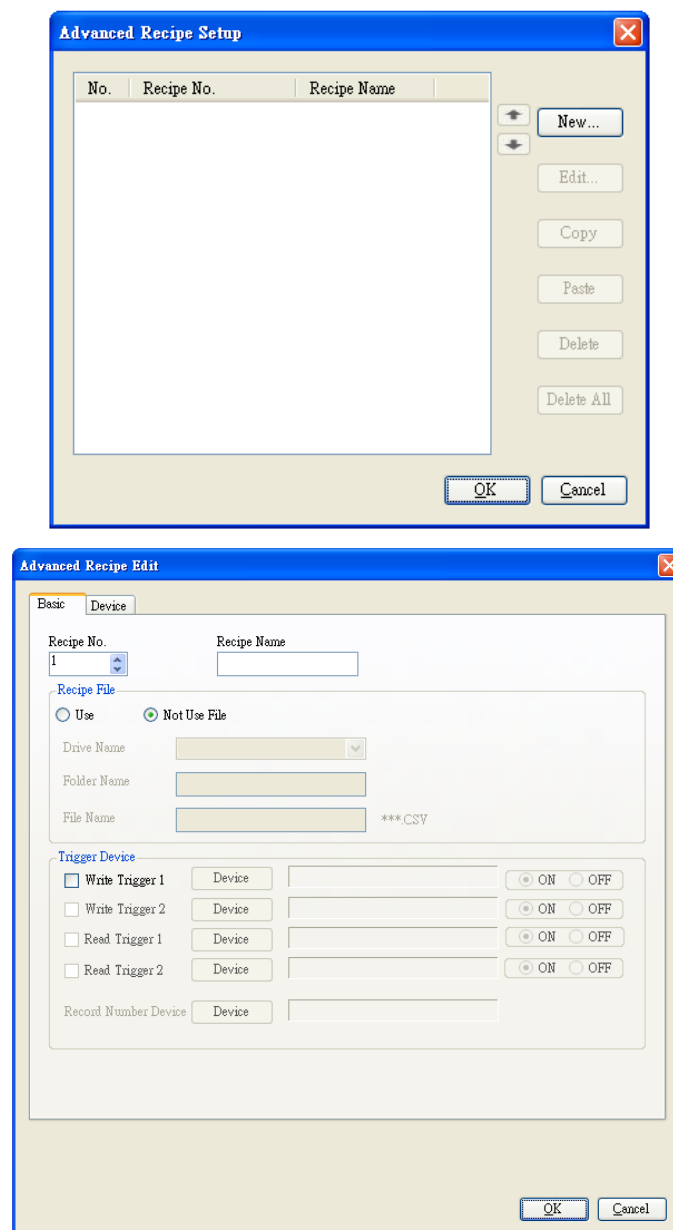 Advanced Recipe Setup
No. Recipe No. Recipe Name
New...
Edit...
Copy
Paste
Delete
Delete All
OK Cancel
Advanced Recipe Edit
Basic Device
Recipe No. Recipe Name
1
Recipe File
Use Not Use File
Drive Name
Folder Name
File Name ***.CSV
Trigger Device
Write Trigger 1 Device ON OFF
Write Trigger 2 Device ON OFF
Read Trigger 1 Device ON OFF
Read Trigger 2 Device ON OFF
Record Number Device Device
OK Cancel